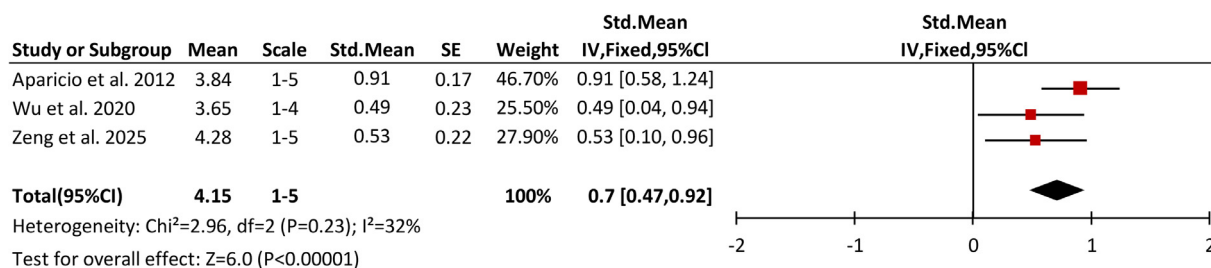 Std.Mean Std.Mean
Study or Subgroup Mean Scale Std.Mean SE Weight IV,Fixed,95%Cl IV,Fixed,95%Cl
Aparicio et al. 2012 3.84 1-5 0.91 0.17 46.70% 0.91 [0.58, 1.24]
Wu et al. 2020 3.65 1-4 0.49 0.23 25.50% 0.49 [0.04, 0.94]
Zeng et al. 2025 4.28 1-5 0.53 0.22 27.90% 0.53 [0.10, 0.96]
Total(95%CI) 4.15 1-5 100% 0.7 [0.47,0.92]
Heterogeneity: Chi²=2.96, df=2 (P=0.23); I²=32%
-2 -1 0 1 2
Test for overall effect: Z=6.0 (P<0.00001)